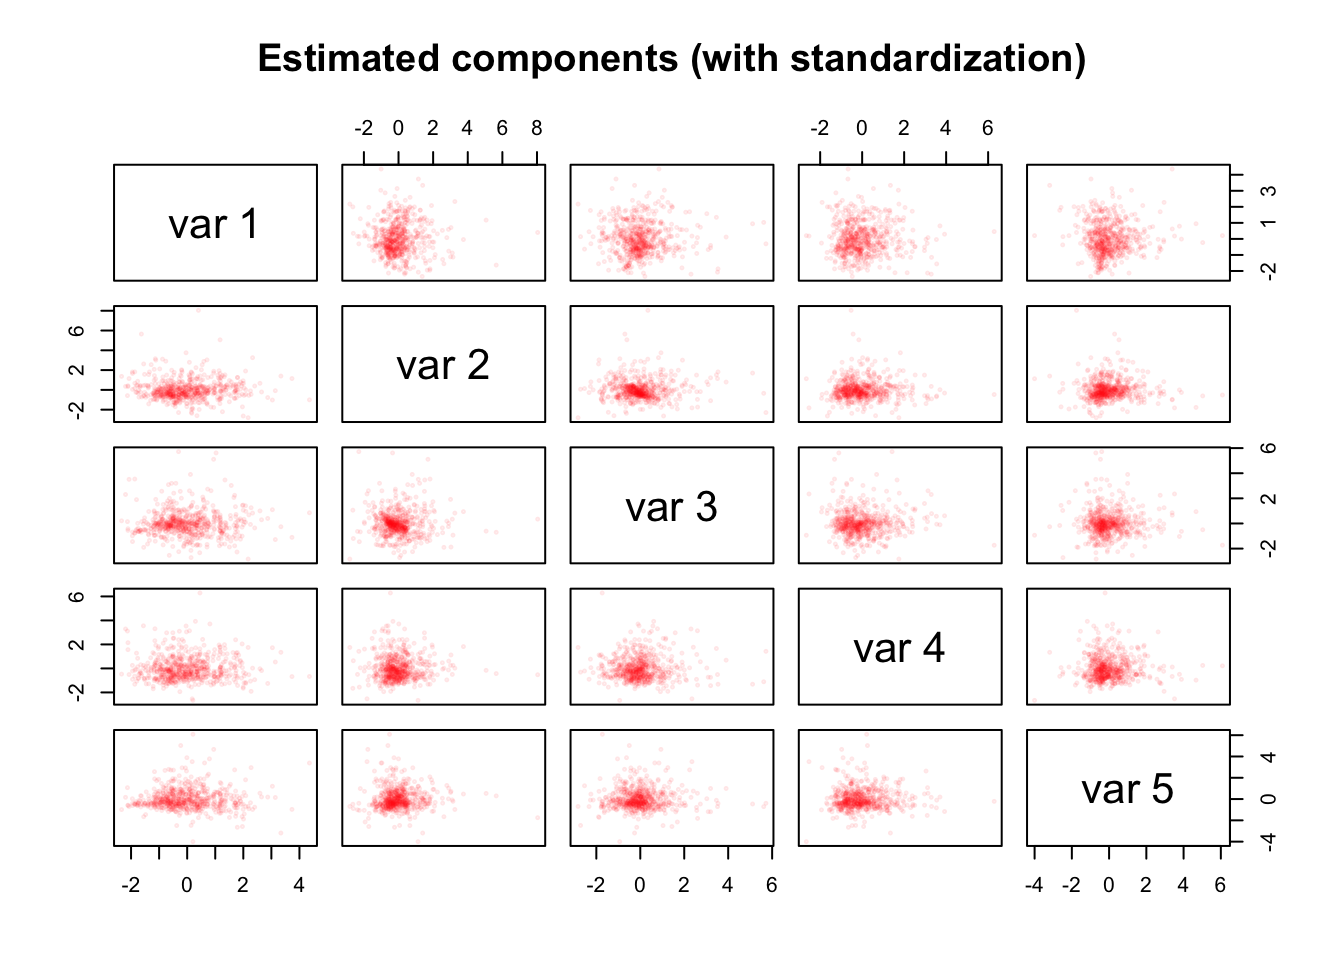 Estimated components (with standardization)
-2 0 2 4 6 8 -2 0 2 4 6
var 1 -2 1 3
-2 2 6 var 2
var 3 -2 2 6
-2 2 6 var 4
var 5 -4 0 4
-2 0 2 4 -2 0 2 4 6 -4 -2 0 2 4 6